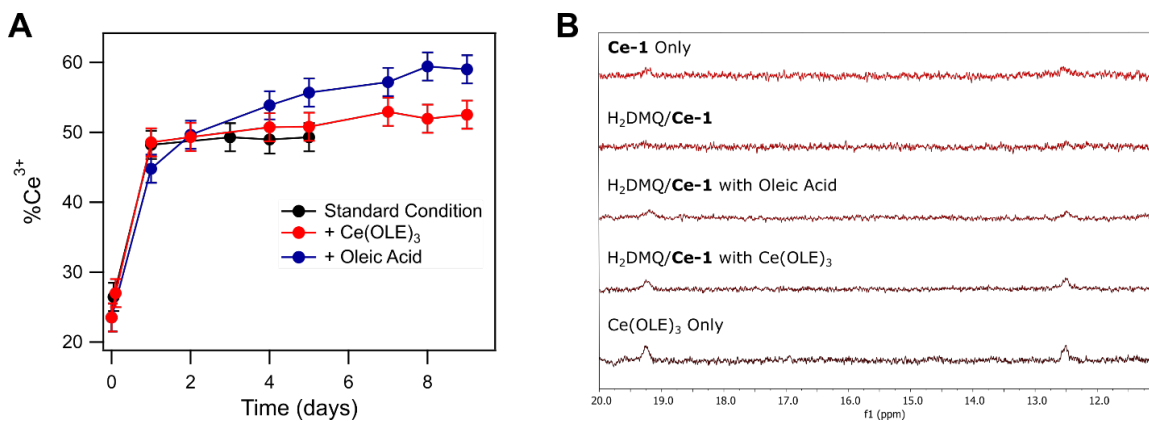 A
%Ce³⁺
60
50
40
30
20
0
2
4
6
8
Time (days)
Standard Condition
+ Ce(OLE)₃
+ Oleic Acid
B
Ce-1 Only
H₂DMQ/Ce-1
H₂DMQ/Ce-1 with Oleic Acid
H₂DMQ/Ce-1 with Ce(OLE)₃
Ce(OLE)₃ Only
20.0 19.0 18.0 17.0 16.0 15.0 14.0 13.0 12.0
f1 (ppm)